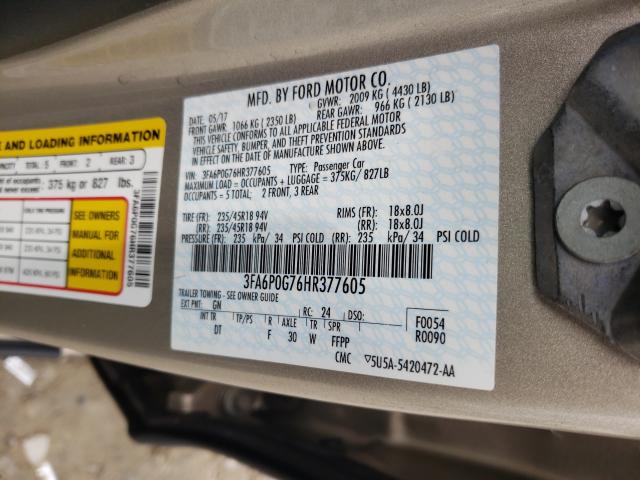 MFD. BY FORD MOTOR CO.
DATE: 05/17 GVWR: 2009 KG ( 4430 LB)
FRONT GAWR: 1066 KG ( 2350 LB) REAR GAWR: 966 KG ( 2130 LB)
THIS VEHICLE CONFORMS TO ALL APPLICABLE FEDERAL MOTOR
VEHICLE SAFETY, BUMPER, AND THEFT PREVENTION STANDARDS
IN EFFECT ON THE DATE OF MANUFACTURE SHOWN ABOVE.
VIN: 3FA6P0G76HR377605 TYPE: Passenger Car
MAXIMUM LOAD = OCCUPANTS + LUGGAGE = 375KG/ 827LB
OCCUPANTS = 5 TOTAL: 2 FRONT, 3 REAR
TIRE (FR): 235/45R18 94V RIMS (FR): 18x8.0J
(RR): 235/45R18 94V (RR): 18x8.0J
PRESSURE (FR): 235 kPa/ 34 PSI COLD (RR): 235 kPa/ 34 PSI COLD
3FA6P0G76HR377605
TRAILER TOWING - SEE OWNER GUIDE
EXT PNT: GN RC: 24 DSO: F0054
R0090
INT TR TP/PS R AXLE TR SPR
DT F 30 W FFPP
CMC 5U5A-5420472-AA
E AND LOADING INFORMATION
TOTAL: 5 FRONT: 2 REAR: 3
375 kg or 827 lbs.
COLD TIRE PRESSURE
SEE OWNERS
MANUAL FOR
ADDITIONAL
INFORMATION
3FA6P0G76HR377605